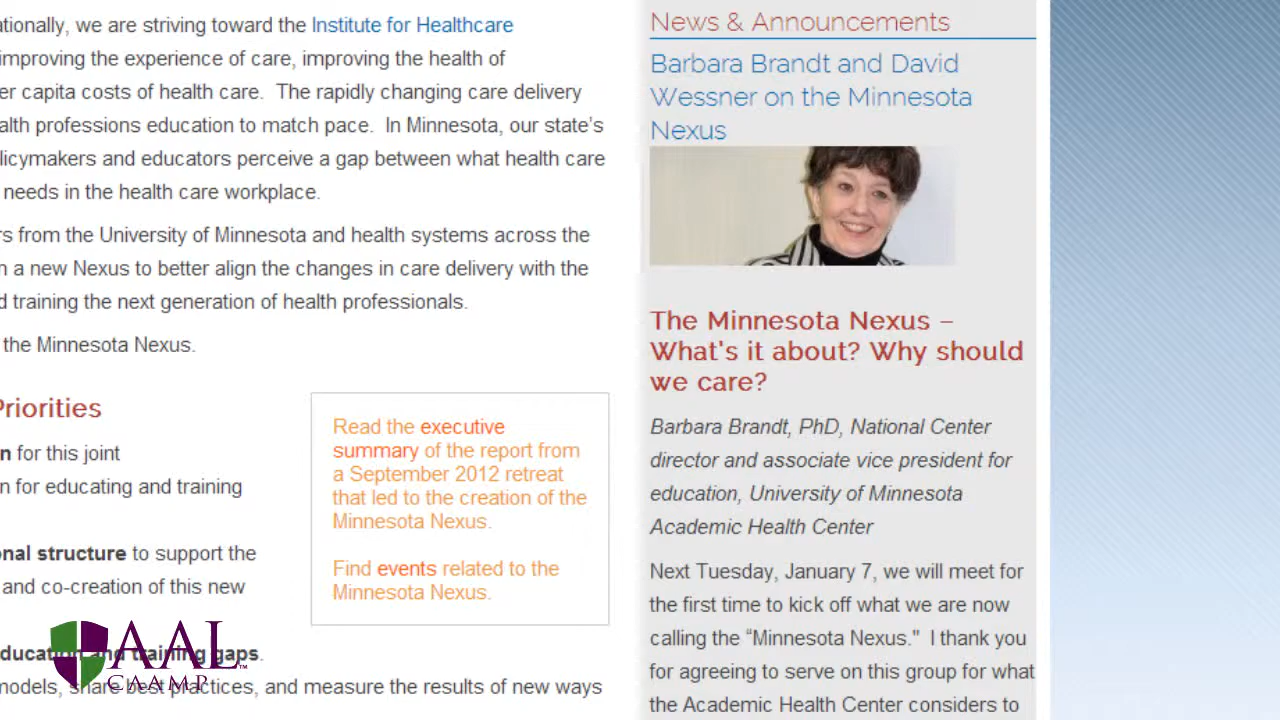 ationally, we are striving toward the Institute for Healthcare
improving the experience of care, improving the health of
er capita costs of health care. The rapidly changing care delivery
alth professions education to match pace. In Minnesota, our state's
licymakers and educators perceive a gap between what health care
needs in the health care workplace.
rs from the University of Minnesota and health systems across the
n a new Nexus to better align the changes in care delivery with the
d training the next generation of health professionals.
the Minnesota Nexus.
Priorities
n for this joint
n for educating and training
onal structure to support the
and co-creation of this new
ducation and training gaps.
models, share best practices, and measure the results of new ways
Read the executive
summary of the report from
a September 2012 retreat
that led to the creation of the
Minnesota Nexus.
Find events related to the
Minnesota Nexus.
AAL™
CAAMP
News & Announcements
Barbara Brandt and David
Wessner on the Minnesota
Nexus
The Minnesota Nexus –
What's it about? Why should
we care?
Barbara Brandt, PhD, National Center
director and associate vice president for
education, University of Minnesota
Academic Health Center
Next Tuesday, January 7, we will meet for
the first time to kick off what we are now
calling the “Minnesota Nexus." I thank you
for agreeing to serve on this group for what
the Academic Health Center considers to